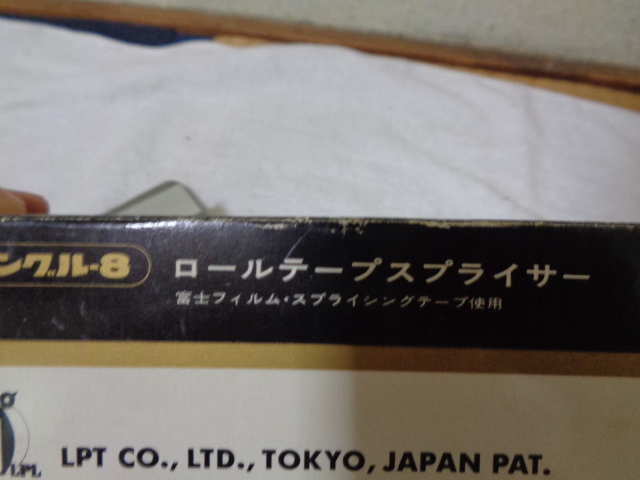 ングル-8
ロールテープスプライサー
富士フィルム・スプライシングテープ使用
LPL
LPT CO., LTD., TOKYO, JAPAN PAT.